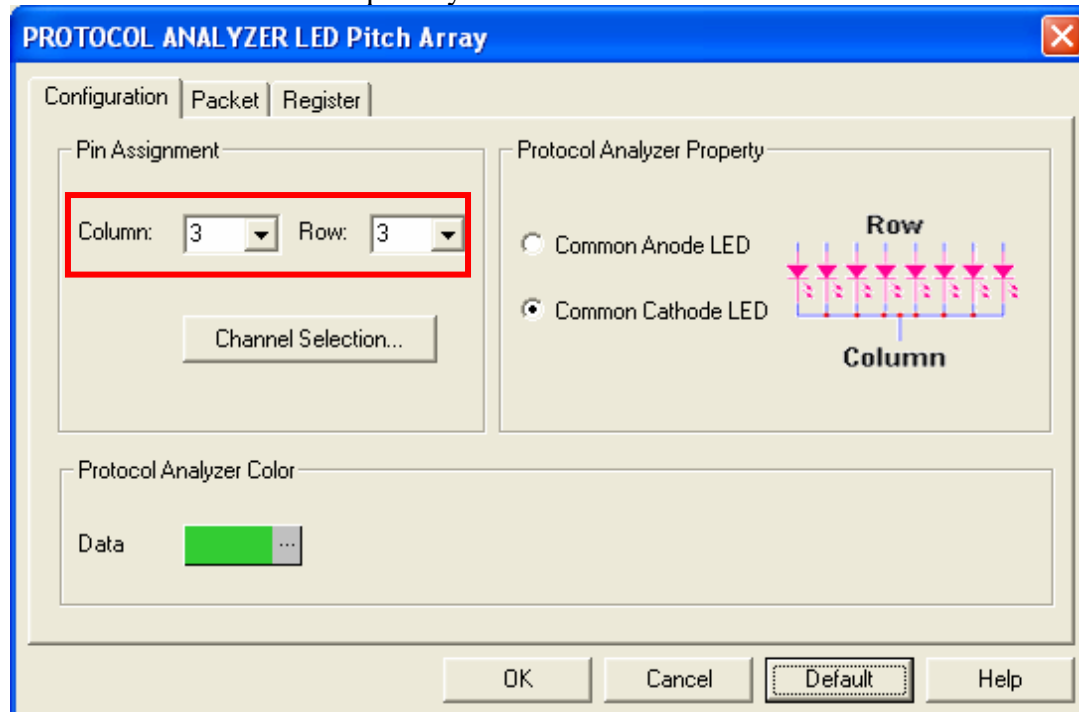 PROTOCOL ANALYZER LED Pitch Array
Configuration Packet Register
Pin Assignment
Column: 3 Row: 3
Channel Selection...
Protocol Analyzer Property
Common Anode LED
Common Cathode LED
Row
Column
Protocol Analyzer Color
Data ...
OK Cancel Default Help